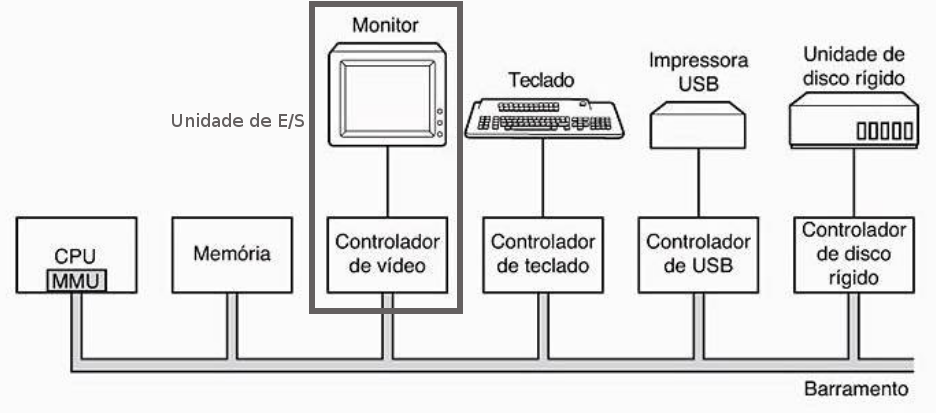 Monitor
Unidade de E/S
Teclado
Impressora
USB
Unidade de
disco rígido
CPU
MMU
Memória
Controlador
de vídeo
Controlador
de teclado
Controlador
de USB
Controlador
de disco
rígido
Barramento